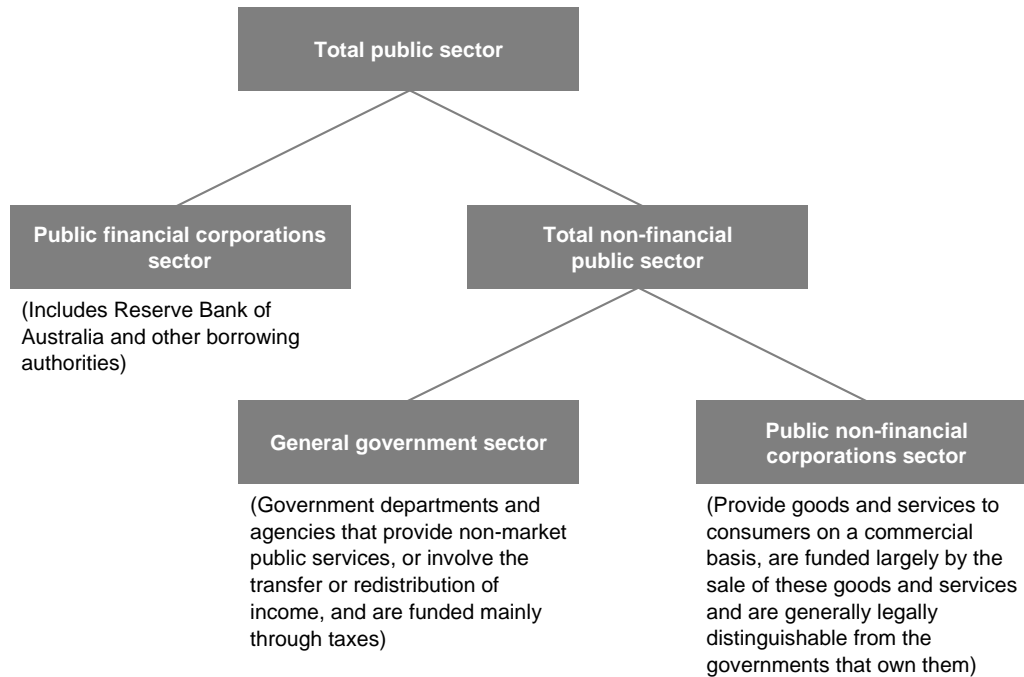 Total public sector
Public financial corporations
sector
Total non-financial
public sector
(Includes Reserve Bank of
Australia and other borrowing
authorities)
General government sector
Public non-financial
corporations sector
(Government departments and
agencies that provide non-market
public services, or involve the
transfer or redistribution of
income, and are funded mainly
through taxes)
(Provide goods and services to
consumers on a commercial
basis, are funded largely by the
sale of these goods and services
and are generally legally
distinguishable from the
governments that own them)